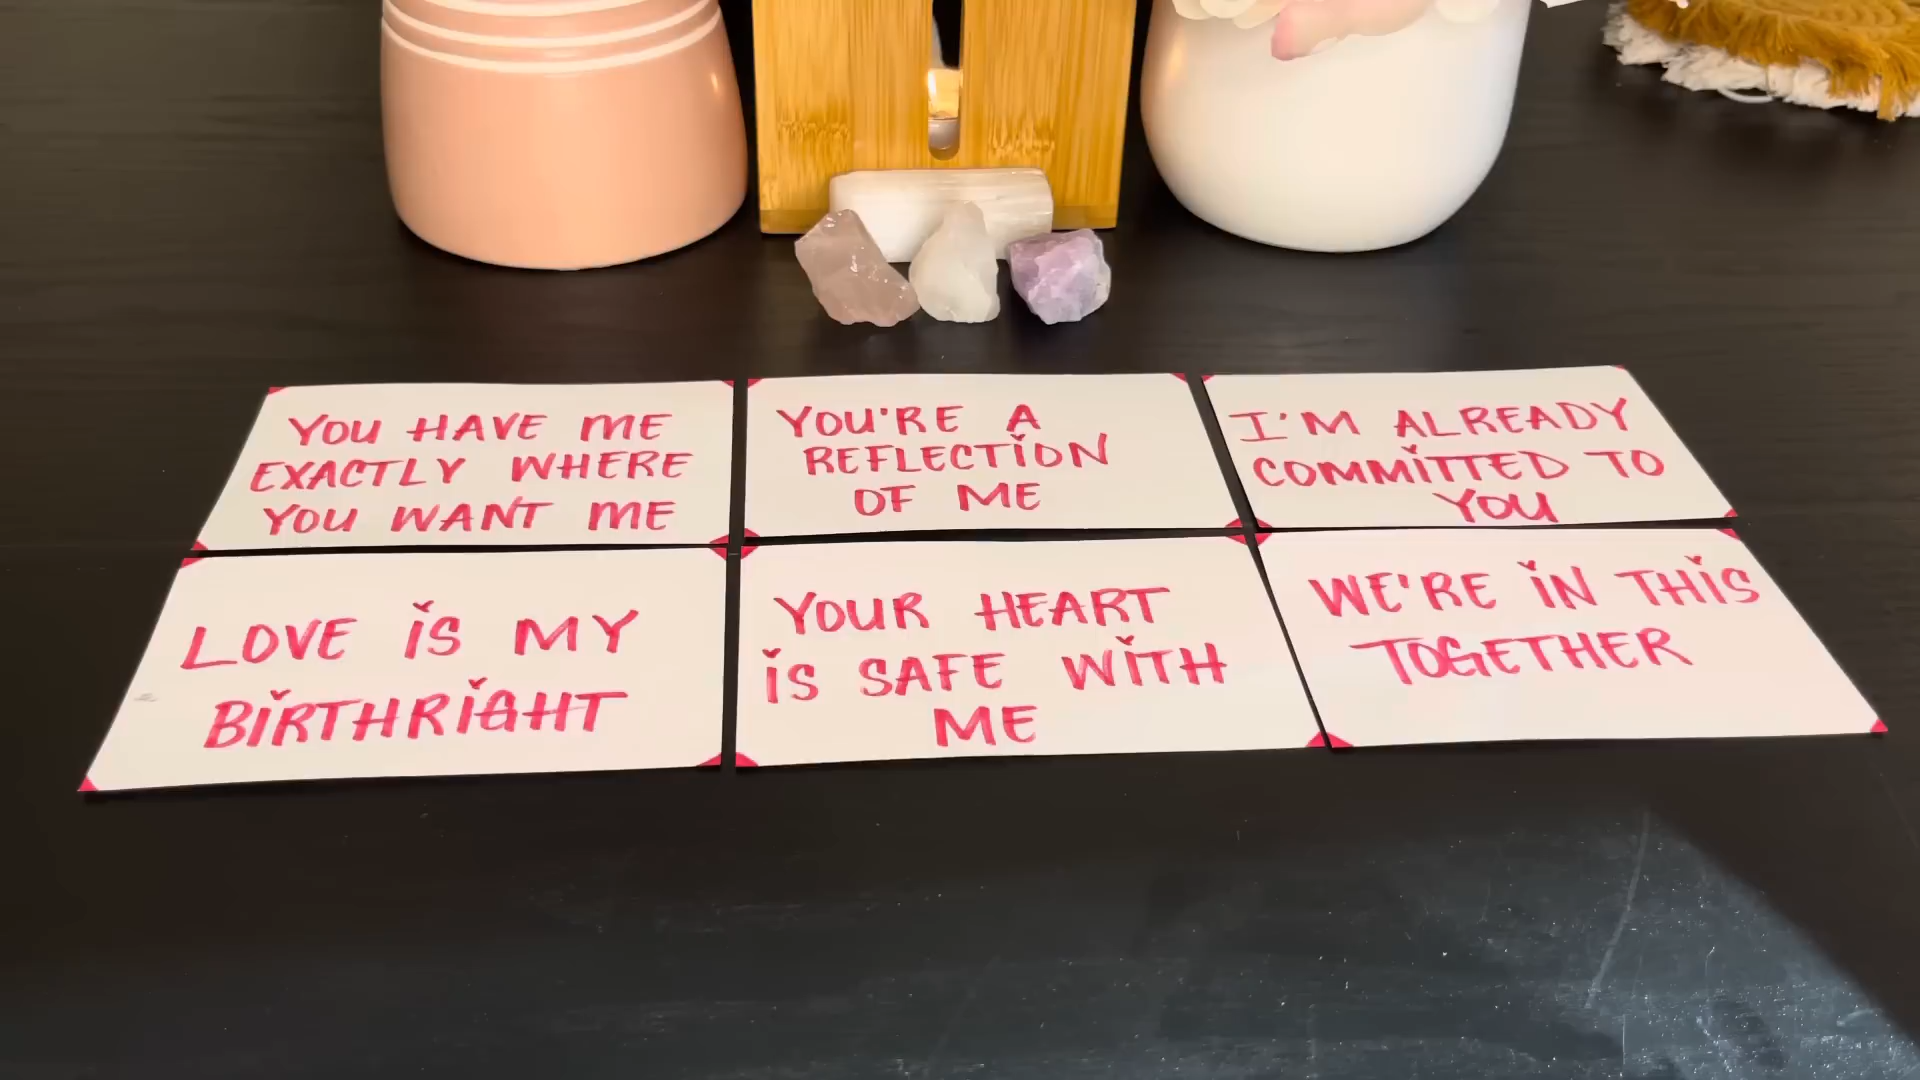 YOU HAVE ME
EXACTLY WHERE
YOU WANT ME
YOU'RE A
REFLECTION
OF ME
I'M ALREADY
COMMITTED TO
YOU
LOVE IS MY
BIRTHRIGHT
YOUR HEART
IS SAFE WITH
ME
WE'RE IN THIS
TOGETHER